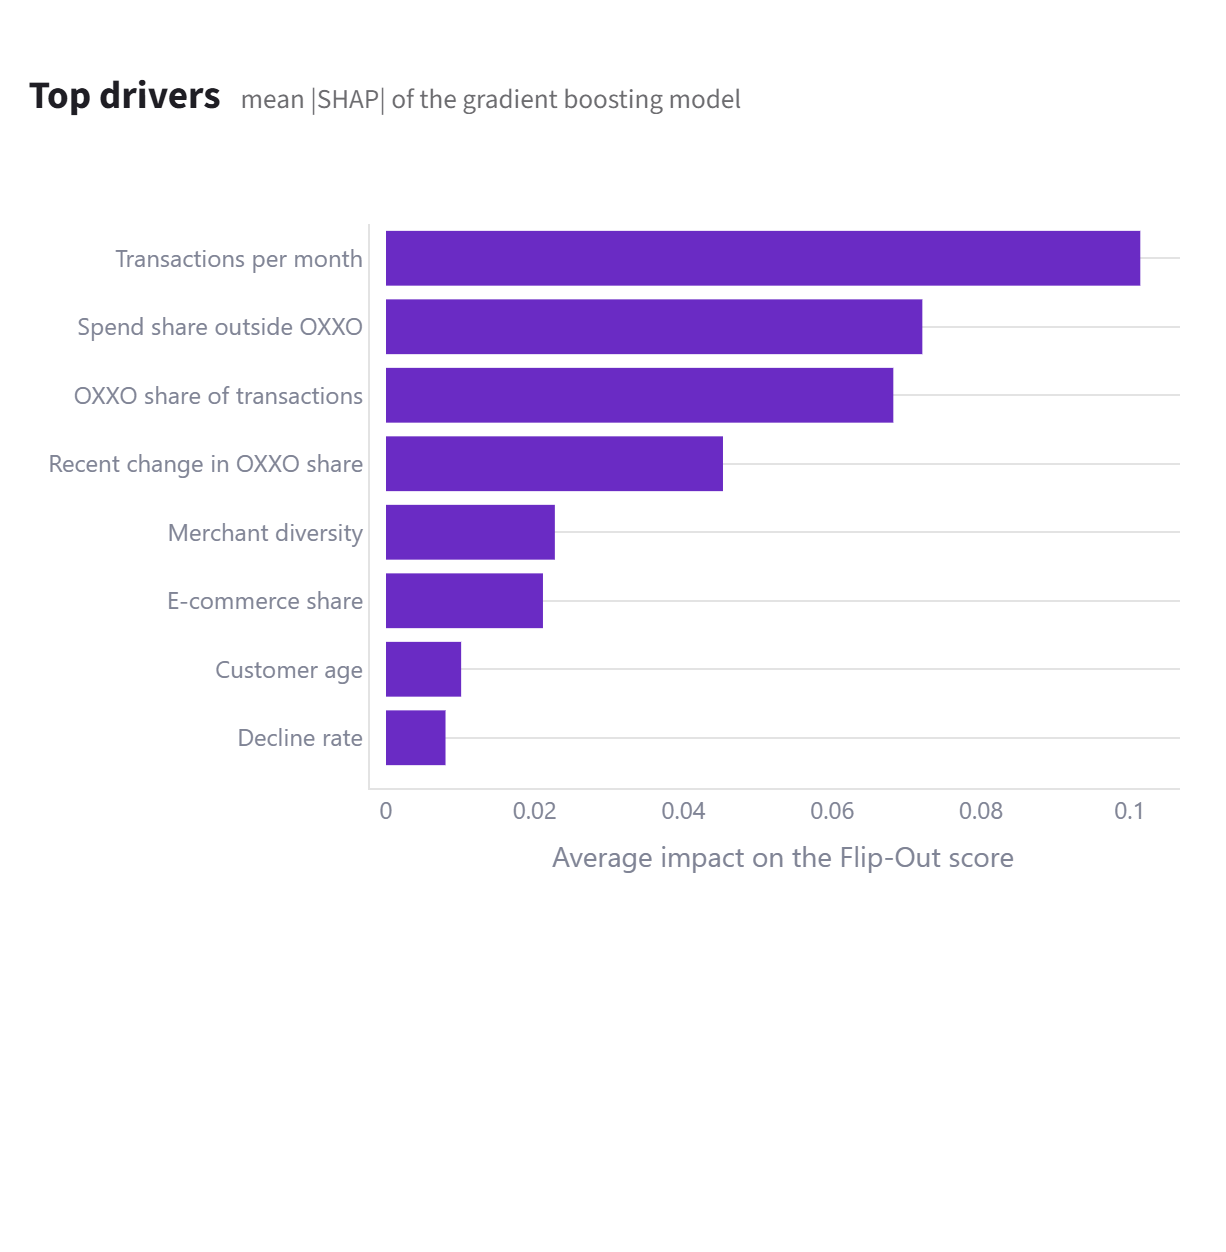 Top drivers mean |SHAP| of the gradient boosting model
Transactions per month
Spend share outside OXXO
OXXO share of transactions
Recent change in OXXO share
Merchant diversity
E-commerce share
Customer age
Decline rate
0 0.02 0.04 0.06 0.08 0.1
Average impact on the Flip-Out score